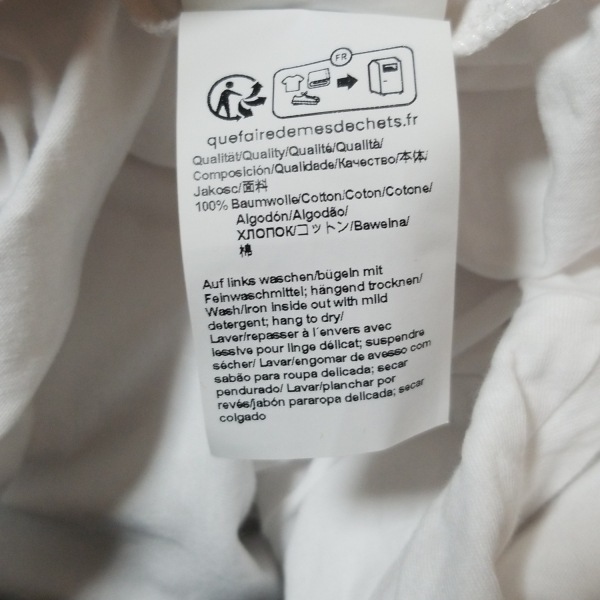 FR
quefairedemesdechets.fr
Qualität/Quality/Qualité/Qualità/
Composición/Qualidade/Качество/本体/
Jakosc/面料
100% Baumwolle/Cotton/Coton/Cotone/
Algodón/Algodão/
ХЛОПОК/コットン/Bawelna/
棉
Auf links waschen/bügeln mit
Feinwaschmittel; hängend trocknen/
Wash/iron inside out with mild
detergent; hang to dry/
Laver/repasser à l´envers avec
lessive pour linge délicat; suspendre
sécher/ Lavar/engomar de avesso com
sabão para roupa delicada; secar
pendurado/ Lavar/planchar por
revés/jabón pararopa delicada; secar
colgado